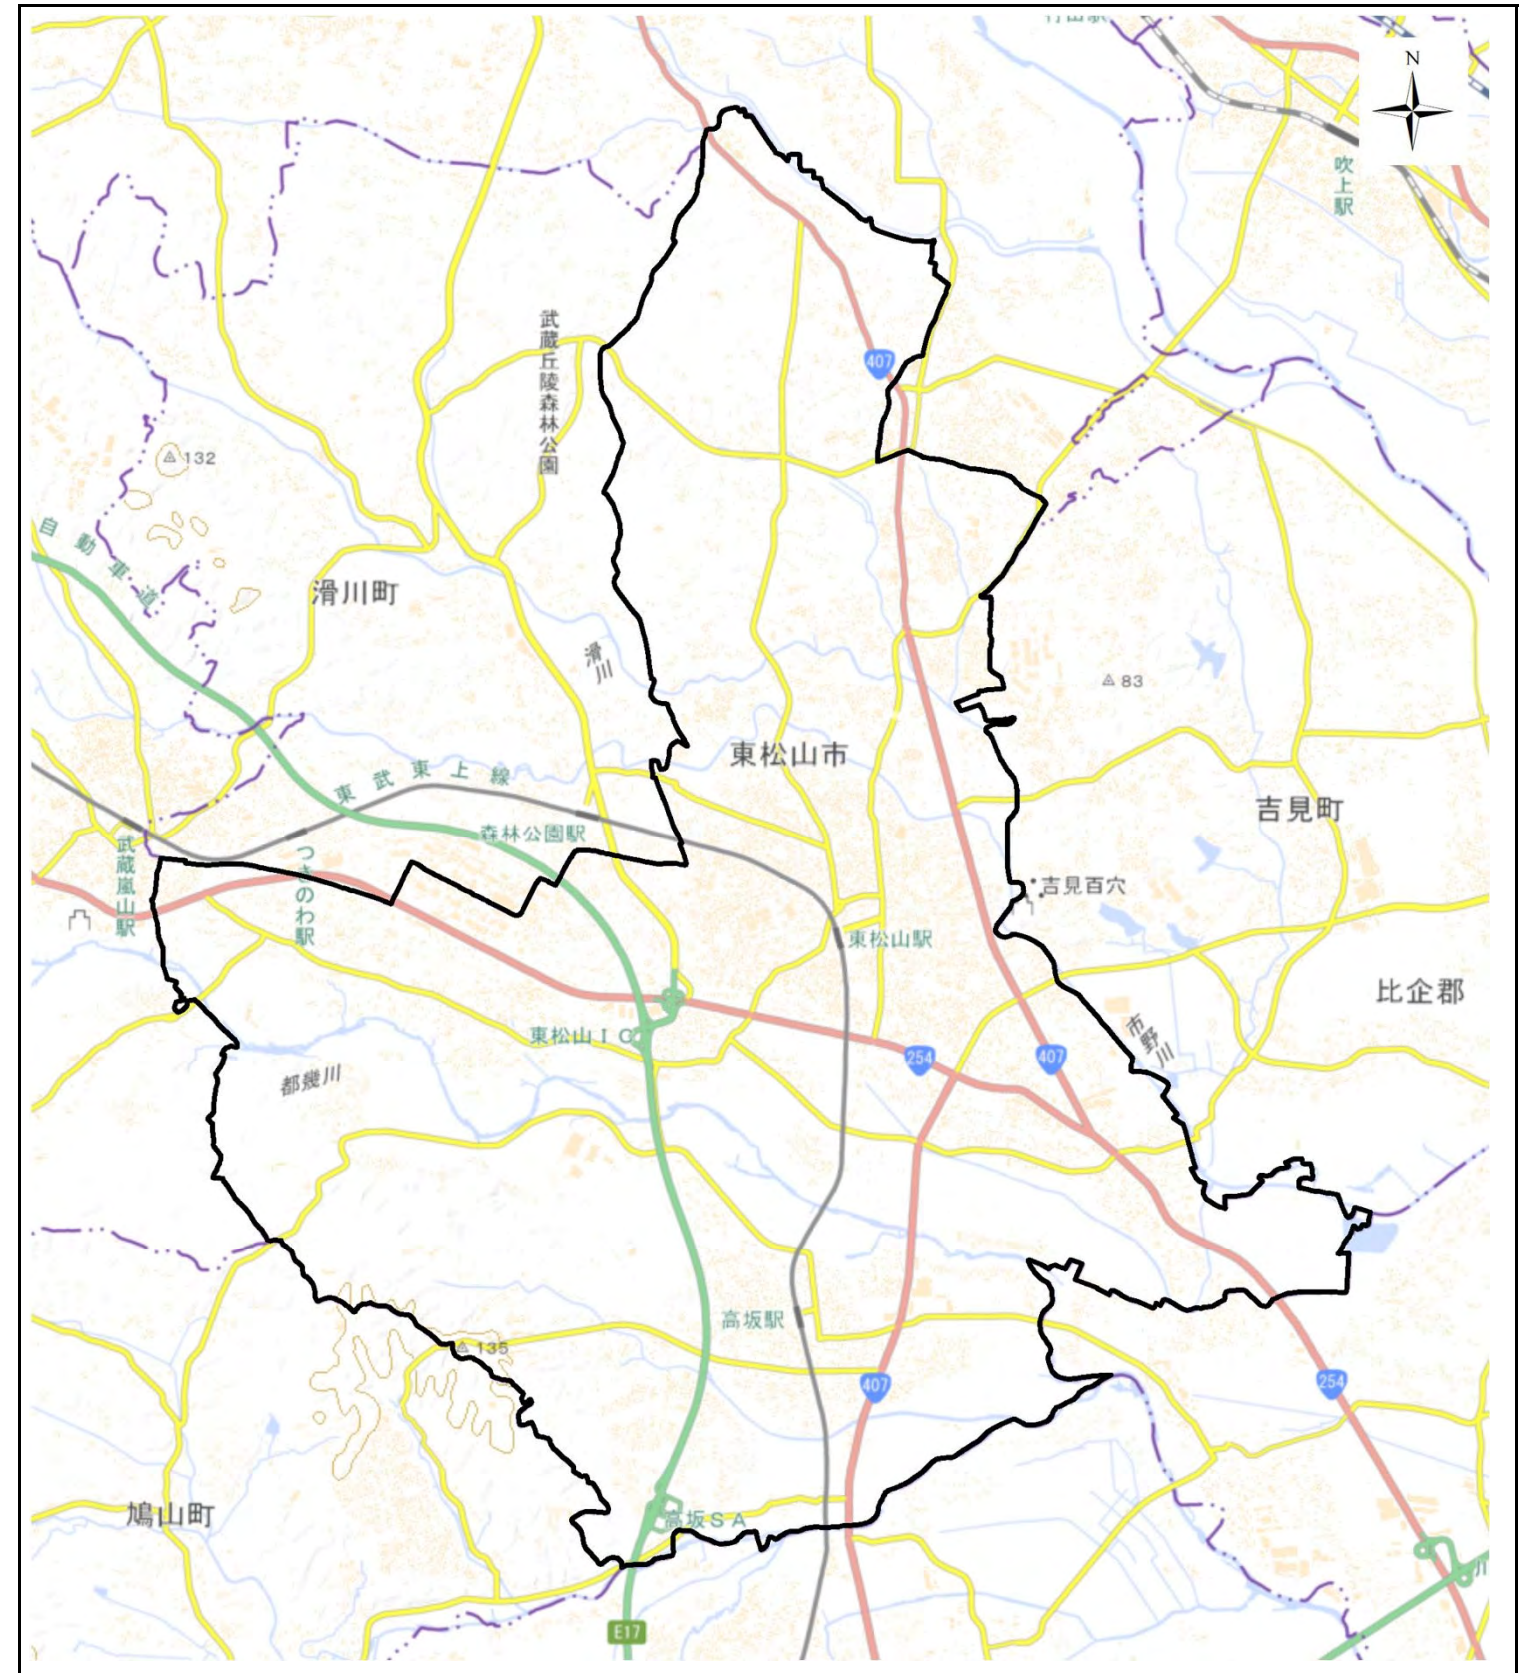 行田駅
N
吹上駅
武蔵丘陵森林公園
407
132
自動車道
滑川町
滑川
83
東松山市
東武東上線
吉見町
森林公園駅
武蔵嵐山駅
つきのわ駅
吉見百穴
東松山駅
比企郡
東松山IC
市野川
254
407
都幾川
高坂駅
135
407
254
鳩山町
高坂SA
川
E17